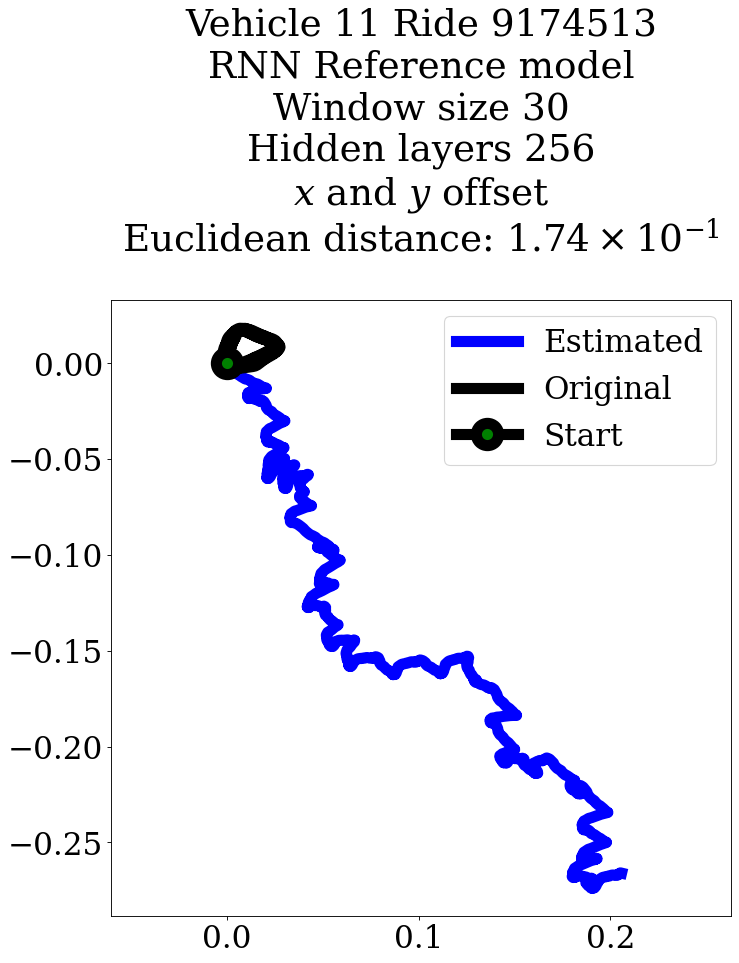 Vehicle 11 Ride 9174513
RNN Reference model
Window size 30
Hidden layers 256
x and y offset
Euclidean distance: 1.74 × 10⁻¹
Estimated
Original
Start
0.00
−0.05
−0.10
−0.15
−0.20
−0.25
0.0 0.1 0.2